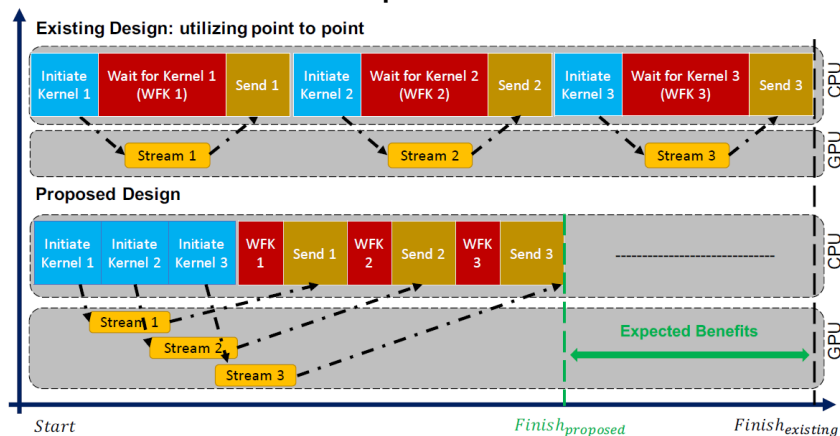 Existing Design: utilizing point to point
Initiate
Kernel 1
Wait for Kernel 1
(WFK 1)
Send 1
Initiate
Kernel 2
Wait for Kernel 2
(WFK 2)
Send 2
Initiate
Kernel 3
Wait for Kernel 3
(WFK 3)
Send 3
CPU
Stream 1
Stream 2
Stream 3
GPU
Proposed Design
Initiate
Kernel 1
Initiate
Kernel 2
Initiate
Kernel 3
WFK
1
Send 1
WFK
2
Send 2
WFK
3
Send 3
CPU
Stream 1
Stream 2
Stream 3
Expected Benefits
GPU
Start
Finish_proposed
Finish_existing